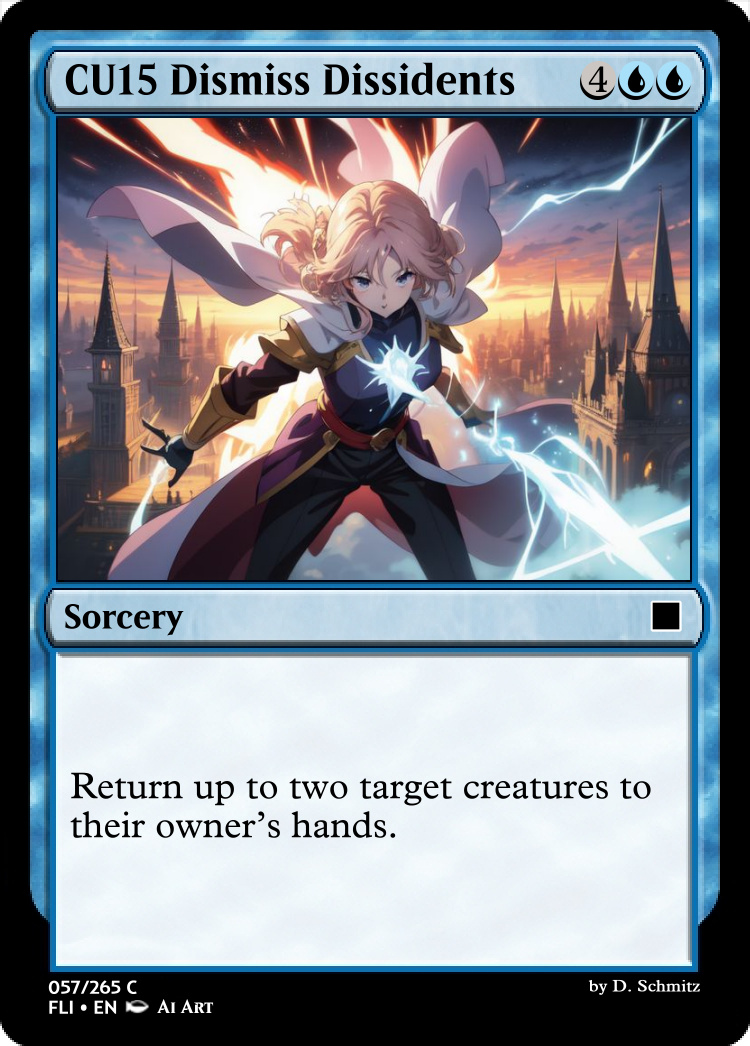 CU15 Dismiss Dissidents 4
Sorcery
Return up to two target creatures to
their owner's hands.
057/265 C
FLI • EN AI ART
by D. Schmitz